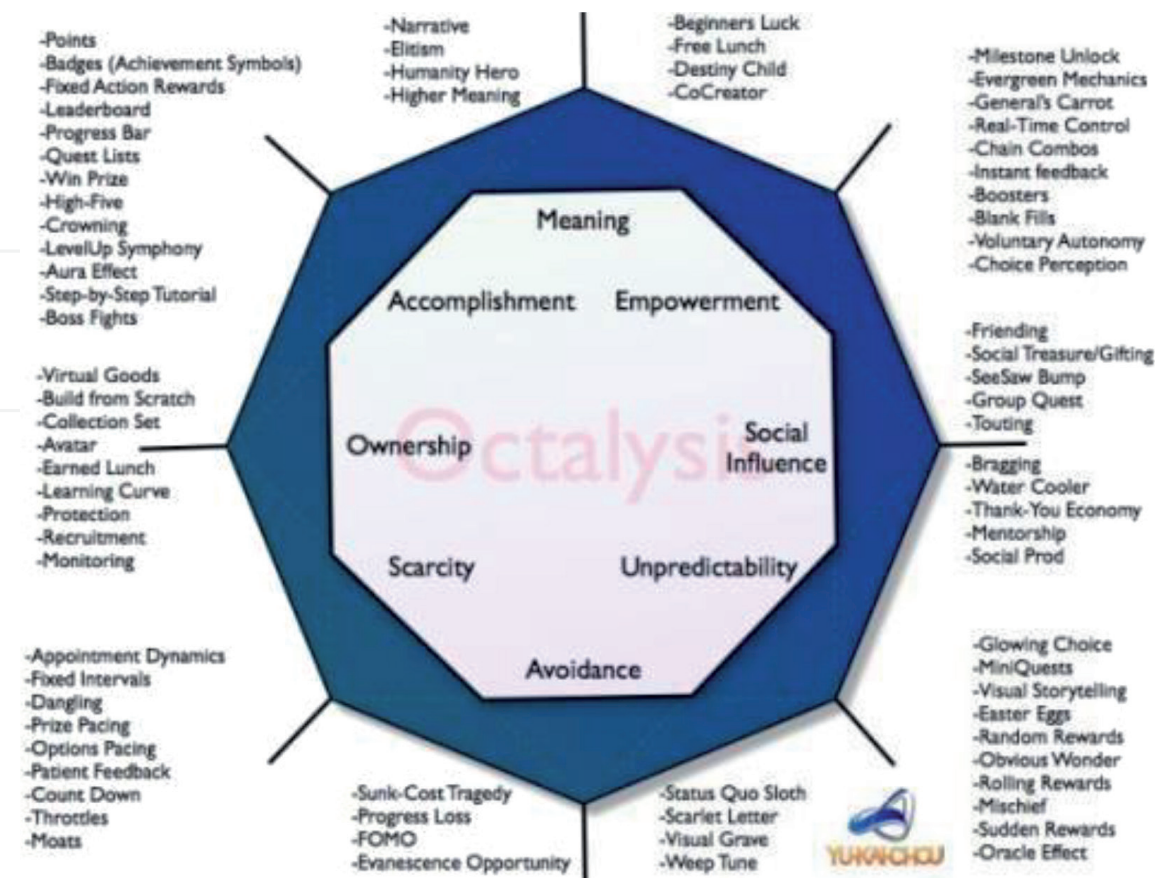 -Points
-Badges (Achievement Symbols)
-Fixed Action Rewards
-Leaderboard
-Progress Bar
-Quest Lists
-Win Prize
-High-Five
-Crowning
-LevelUp Symphony
-Aura Effect
-Step-by-Step Tutorial
-Boss Fights
-Narrative
-Elitism
-Humanity Hero
-Higher Meaning
-Beginners Luck
-Free Lunch
-Destiny Child
-CoCreator
-Milestone Unlock
-Evergreen Mechanics
-General's Carrot
-Real-Time Control
-Chain Combos
-Instant feedback
-Boosters
-Blank Fills
-Voluntary Autonomy
-Choice Perception
Meaning
Accomplishment
Empowerment
Ownership
Octalysis
Social
Influence
Scarcity
Unpredictability
Avoidance
-Virtual Goods
-Build from Scratch
-Collection Set
-Avatar
-Earned Lunch
-Learning Curve
-Protection
-Recruitment
-Monitoring
-Friending
-Social Treasure/Gifting
-SeeSaw Bump
-Group Quest
-Touting
-Bragging
-Water Cooler
-Thank-You Economy
-Mentorship
-Social Prod
-Appointment Dynamics
-Fixed Intervals
-Dangling
-Prize Pacing
-Options Pacing
-Patient Feedback
-Count Down
-Throttles
-Moats
-Sunk-Cost Tragedy
-Progress Loss
-FOMO
-Evanescence Opportunity
-Status Quo Sloth
-Scarlet Letter
-Visual Grave
-Weep Tune
YUKAICHOU
-Glowing Choice
-MiniQuests
-Visual Storytelling
-Easter Eggs
-Random Rewards
-Obvious Wonder
-Rolling Rewards
-Mischief
-Sudden Rewards
-Oracle Effect